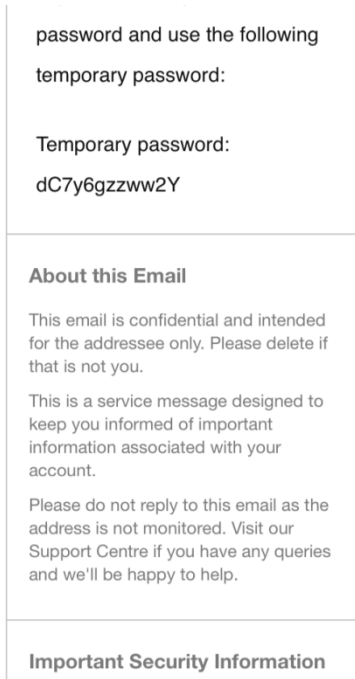 password and use the following
temporary password:
Temporary password:
dC7y6gzzww2Y
About this Email
This email is confidential and intended
for the addressee only. Please delete if
that is not you.
This is a service message designed to
keep you informed of important
information associated with your
account.
Please do not reply to this email as the
address is not monitored. Visit our
Support Centre if you have any queries
and we'll be happy to help.
Important Security Information